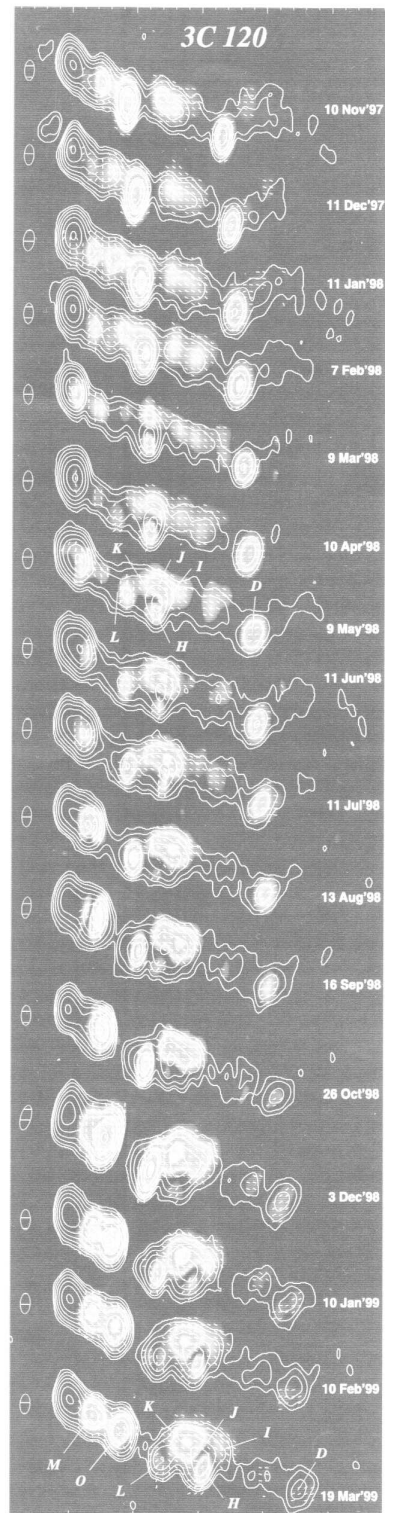 3C 120
10 Nov'97
11 Dec'97
11 Jan'98
7 Feb'98
9 Mar'98
10 Apr'98
K
J
I
D
L
H
9 May'98
11 Jun'98
11 Jul'98
13 Aug'98
16 Sep'98
26 Oct'98
3 Dec'98
10 Jan'99
10 Feb'99
K
J
I
D
M
O
L
H
19 Mar'99